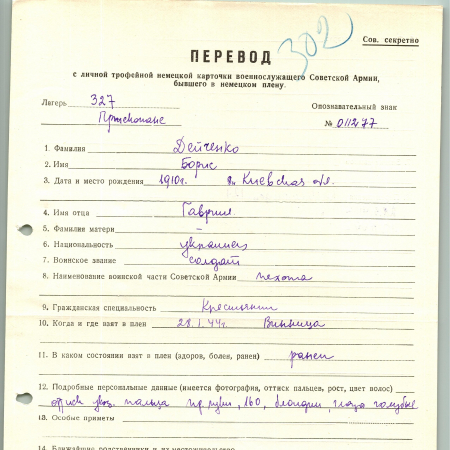 302
Сов. секретно
ПЕРЕВОД
с личной трофейной немецкой карточки военнослужащего Советской Армии,
бывшего в немецком плену.
Лагерь 327
Опознавательный знак
№ 011277
1. Фамилия Дейченко
2. Имя Борис
3. Дата и место рождения 1910г. Киевская
4. Имя отца Гаврил
5. Фамилия матери –
6. Национальность украинец
7. Воинское звание солдат
8. Наименование воинской части Советской Армии пехота
9. Гражданская специальность Крестьянин
10. Когда и где взят в плен 28.1.44г. Винница
11. В каком состоянии взят в плен (здоров, болен, ранен) ранен
12. Подробные персональные данные (имеется фотография, оттиск пальцев, рост, цвет волос)
пальца пр. руки, 160, блондин, глаза голубые
13. Особые приметы
14. Ближайшие родственники и их местожительство